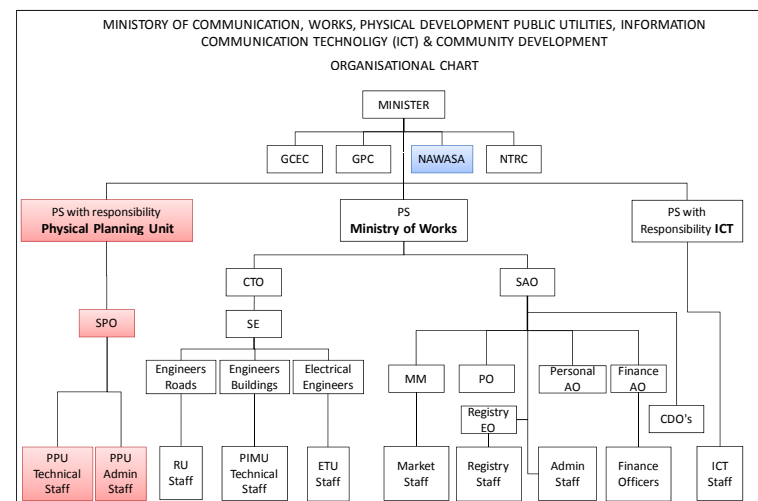 MINISTORY OF COMMUNICATION, WORKS, PHYSICAL DEVELOPMENT PUBLIC UTILITIES, INFORMATION
COMMUNICATION TECHNOLIGY (ICT) & COMMUNITY DEVELOPMENT
ORGANISATIONAL CHART
MINISTER
GCEC
GPC
NAWASA
NTRC
PS with responsibility
Physical Planning Unit
PS
Ministry of Works
PS with
Responsibility ICT
CTO
SAO
SPO
SE
Engineers
Roads
Engineers
Buildings
Electrical
Engineers
MM
PO
Personal
AO
Finance
AO
Registry
EO
CDO's
PPU
Technical
Staff
PPU
Admin
Staff
RU
Staff
PIMU
Technical
Staff
ETU
Staff
Market
Staff
Registry
Staff
Admin Staff
Finance
Officers
ICT
Staff